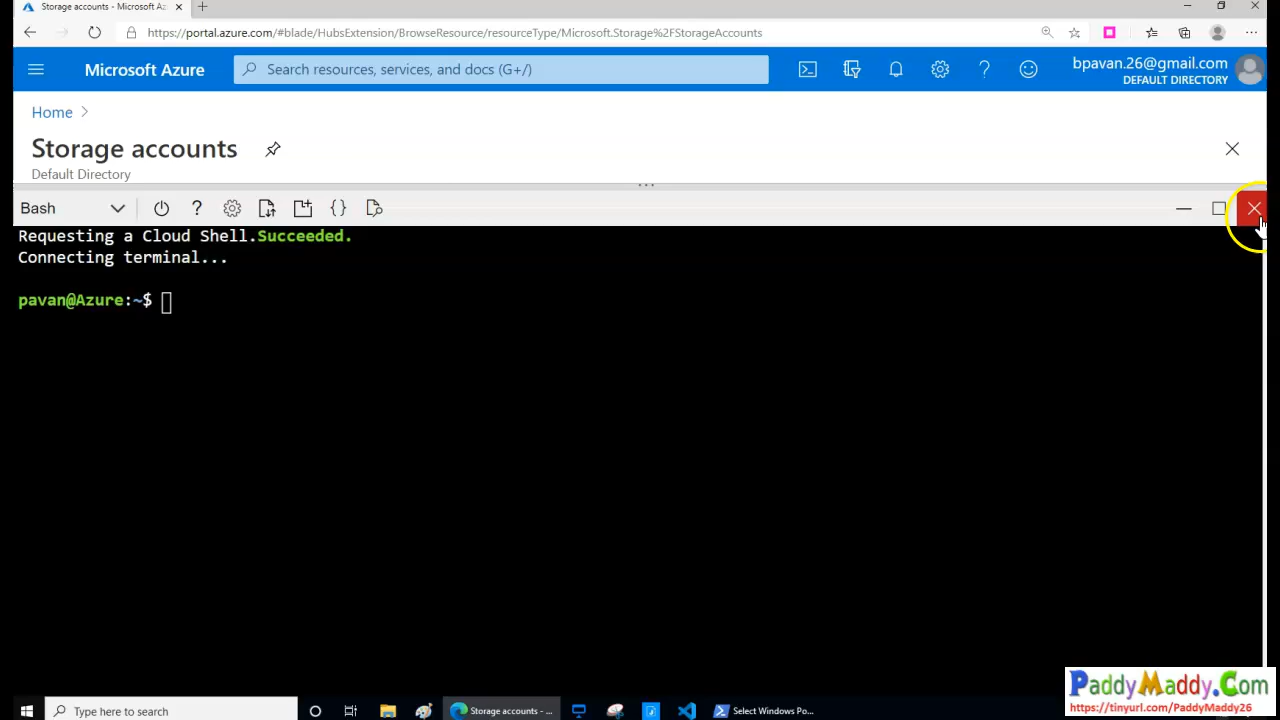 Storage accounts - Microsoft Az
https://portal.azure.com/#blade/HubsExtension/BrowseResource/resourceType/Microsoft.Storage%2FStorageAccounts
Microsoft Azure
Search resources, services, and docs (G+/)
bpavan.26@gmail.com
DEFAULT DIRECTORY
Home
Storage accounts
Default Directory
Bash
Requesting a Cloud Shell.Succeeded.
Connecting terminal...
pavan@Azure:~$
PaddyMaddy.Com
https://tinyurl.com/PaddyMaddy26
Type here to search
Storage accounts - ...
Select Windows Po...